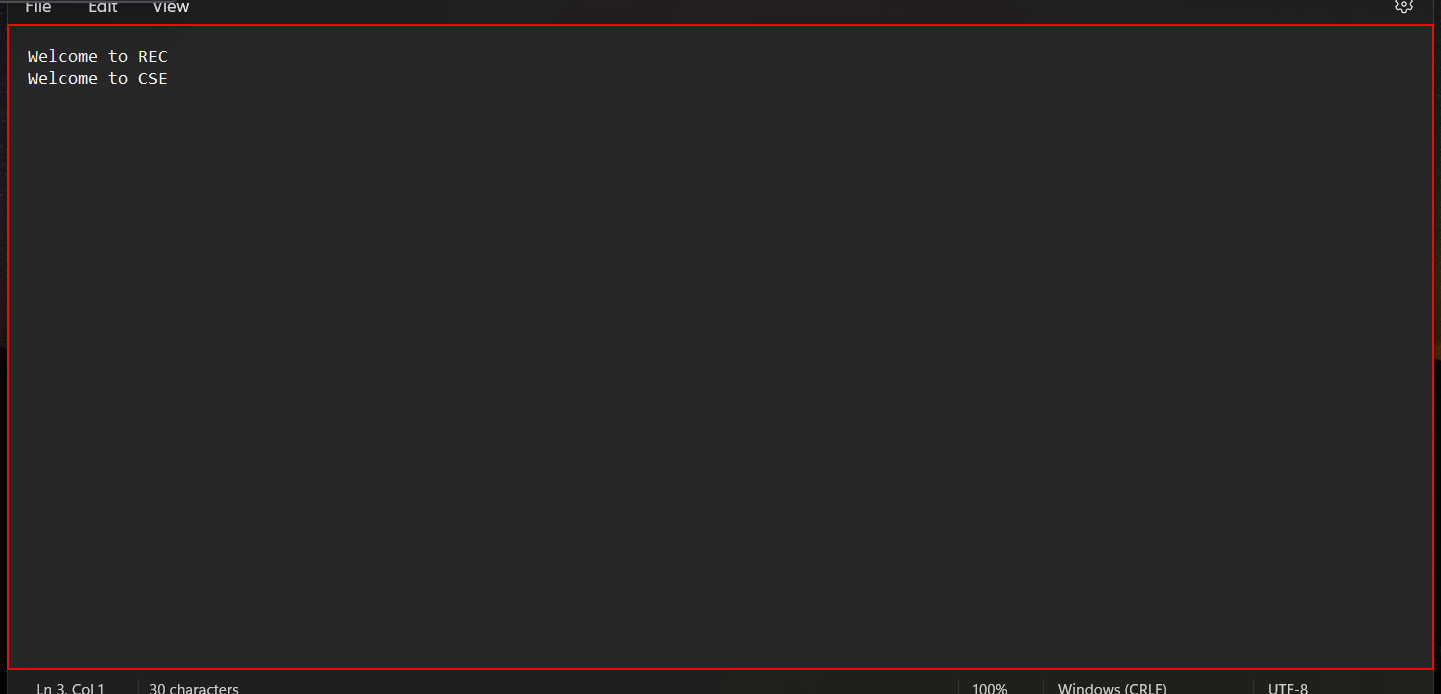 File Edit View
Welcome to REC
Welcome to CSE
Ln 3, Col 1 30 characters 100% Windows (CRLF) UTF-8